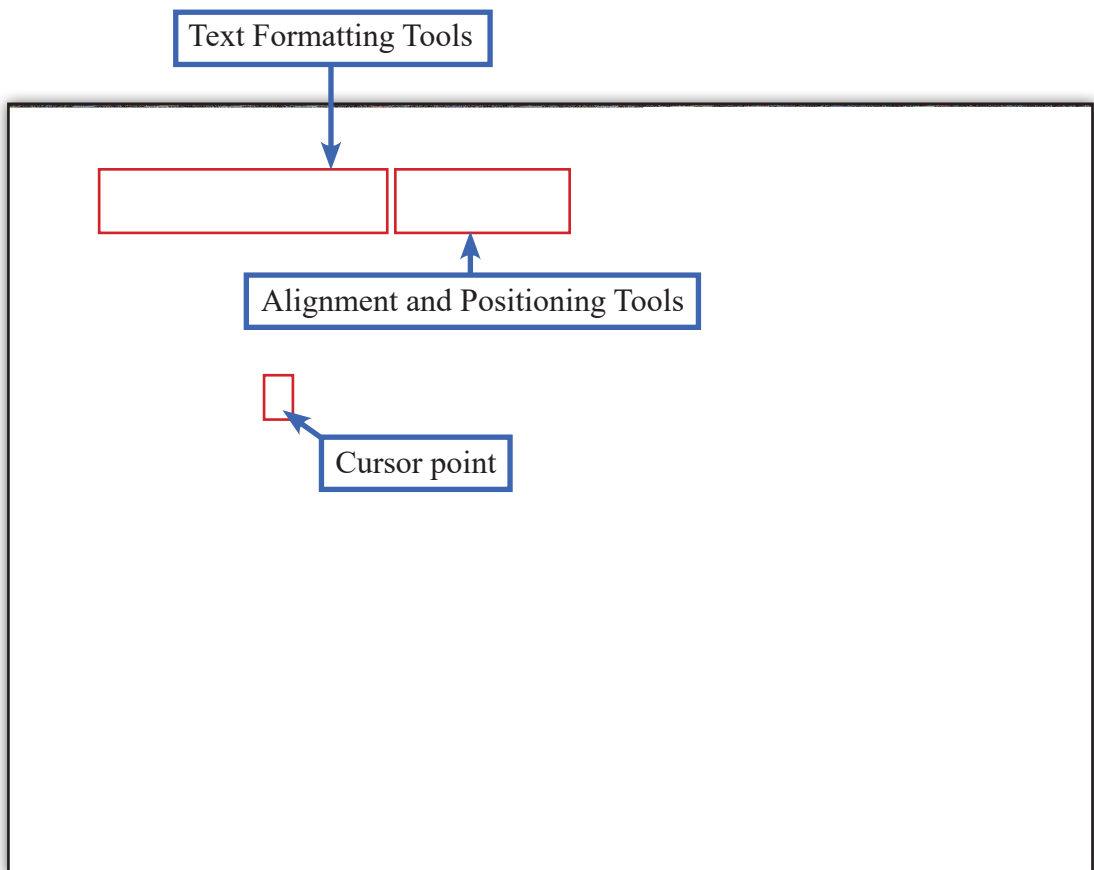 Text Formatting Tools
Alignment and Positioning Tools
Cursor point